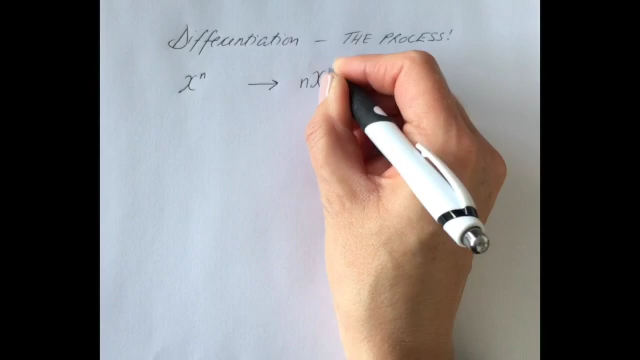 Differentiation - THE PROCESS!
xⁿ → nx